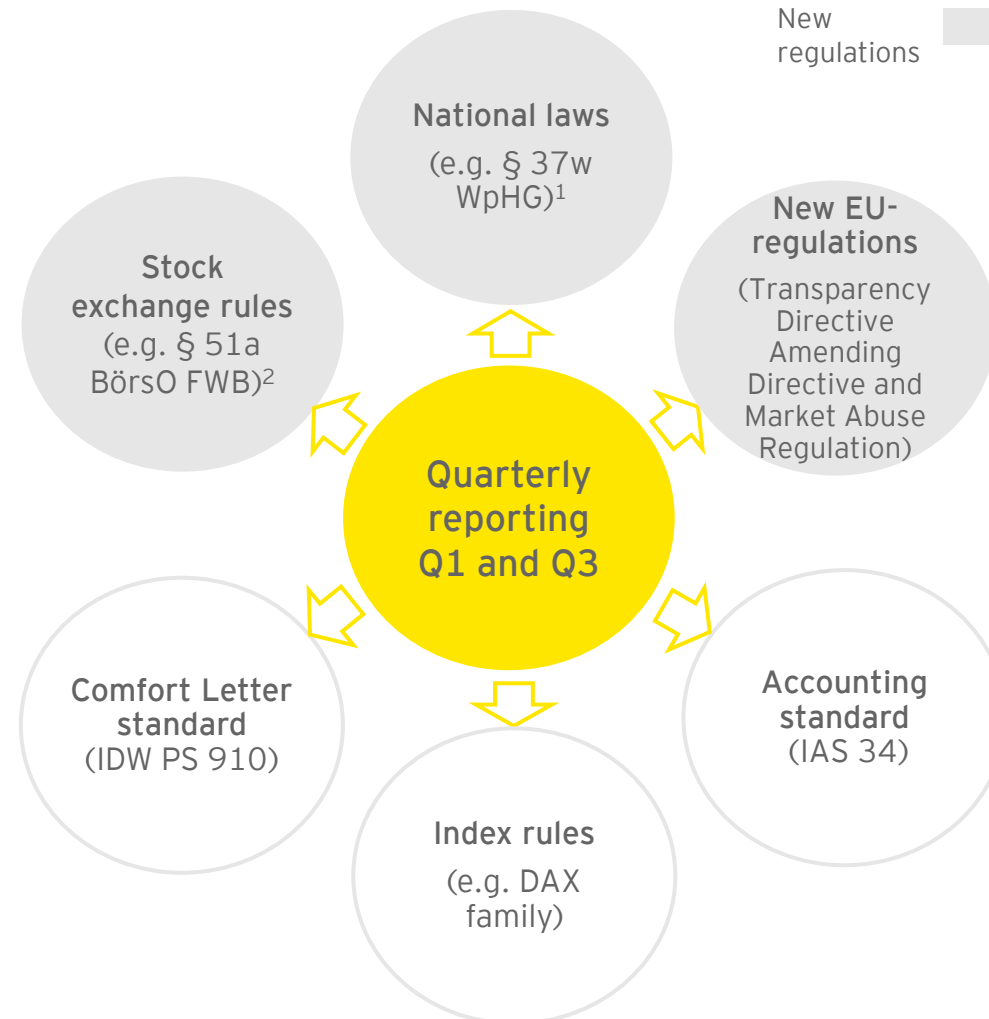 New
regulations
National laws
(e.g. § 37w
WpHG)¹
New EU-
regulations
(Transparency
Directive
Amending
Directive and
Market Abuse
Regulation)
Stock
exchange rules
(e.g. § 51a
BörsO FWB)²
Quarterly
reporting
Q1 and Q3
Comfort Letter
standard
(IDW PS 910)
Accounting
standard
(IAS 34)
Index rules
(e.g. DAX
family)